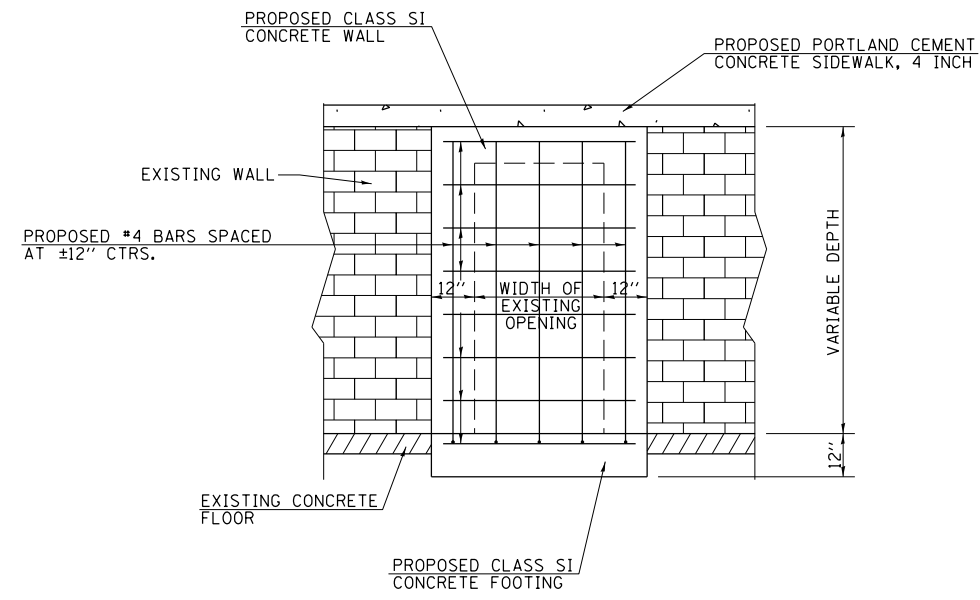 PROPOSED CLASS SI
CONCRETE WALL
PROPOSED PORTLAND CEMENT
CONCRETE SIDEWALK, 4 INCH
EXISTING WALL
PROPOSED #4 BARS SPACED
AT ±12" CTRS.
12"
WIDTH OF
EXISTING
OPENING
12"
VARIABLE DEPTH
12"
EXISTING CONCRETE
FLOOR
PROPOSED CLASS SI
CONCRETE FOOTING